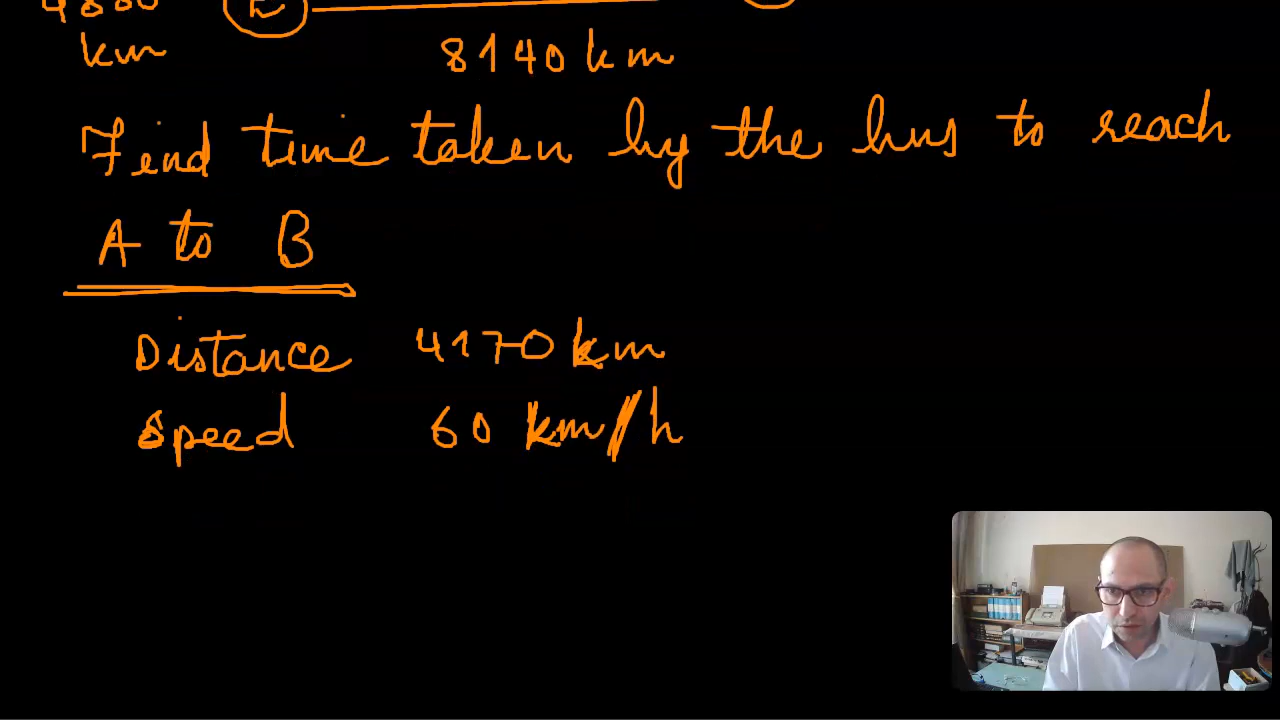 km
8140 km
Find time taken by the bus to reach
A to B
Distance 4170 km
Speed 60 km/h